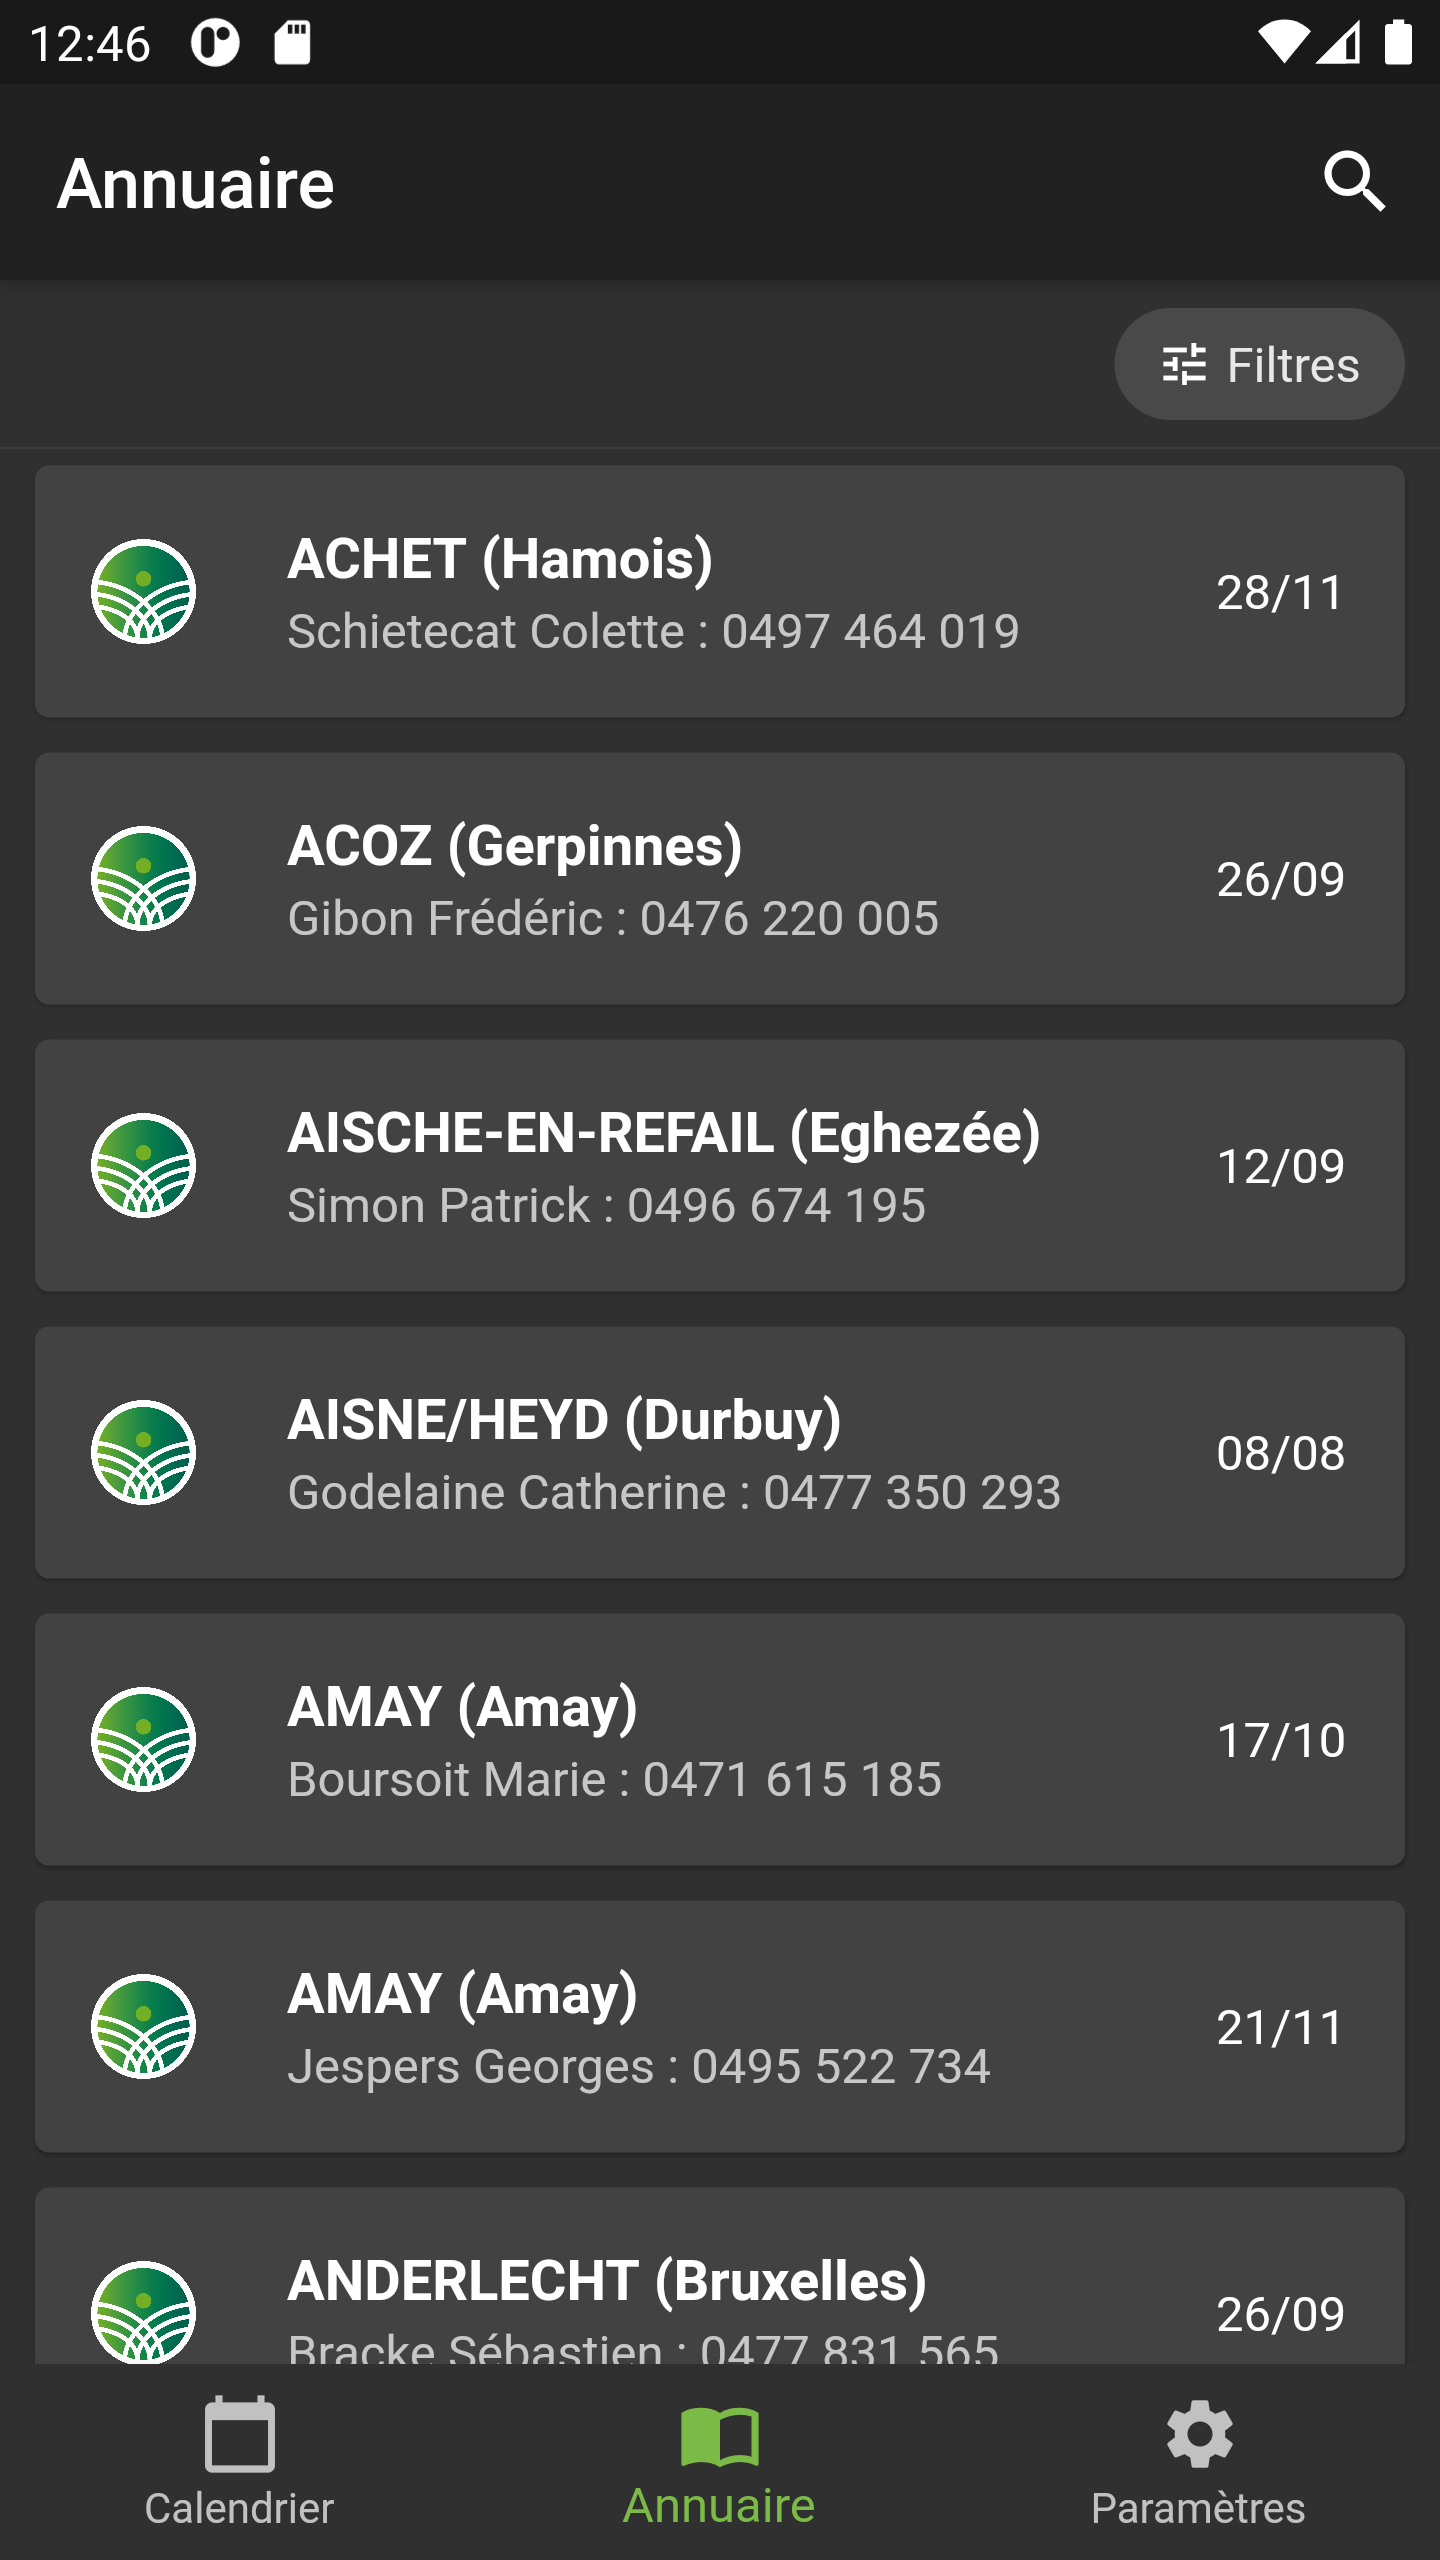 12:46
Annuaire
Filtres
ACHET (Hamois)
Schietecat Colette : 0497 464 019
28/11
ACOZ (Gerpinnes)
Gibon Frédéric : 0476 220 005
26/09
AISCHE-EN-REFAIL (Eghezée)
Simon Patrick : 0496 674 195
12/09
AISNE/HEYD (Durbuy)
Godelaine Catherine : 0477 350 293
08/08
AMAY (Amay)
Boursoit Marie : 0471 615 185
17/10
AMAY (Amay)
Jespers Georges : 0495 522 734
21/11
ANDERLECHT (Bruxelles)
Bracke Sébastien : 0477 831 565
26/09
Calendrier
Annuaire
Paramètres